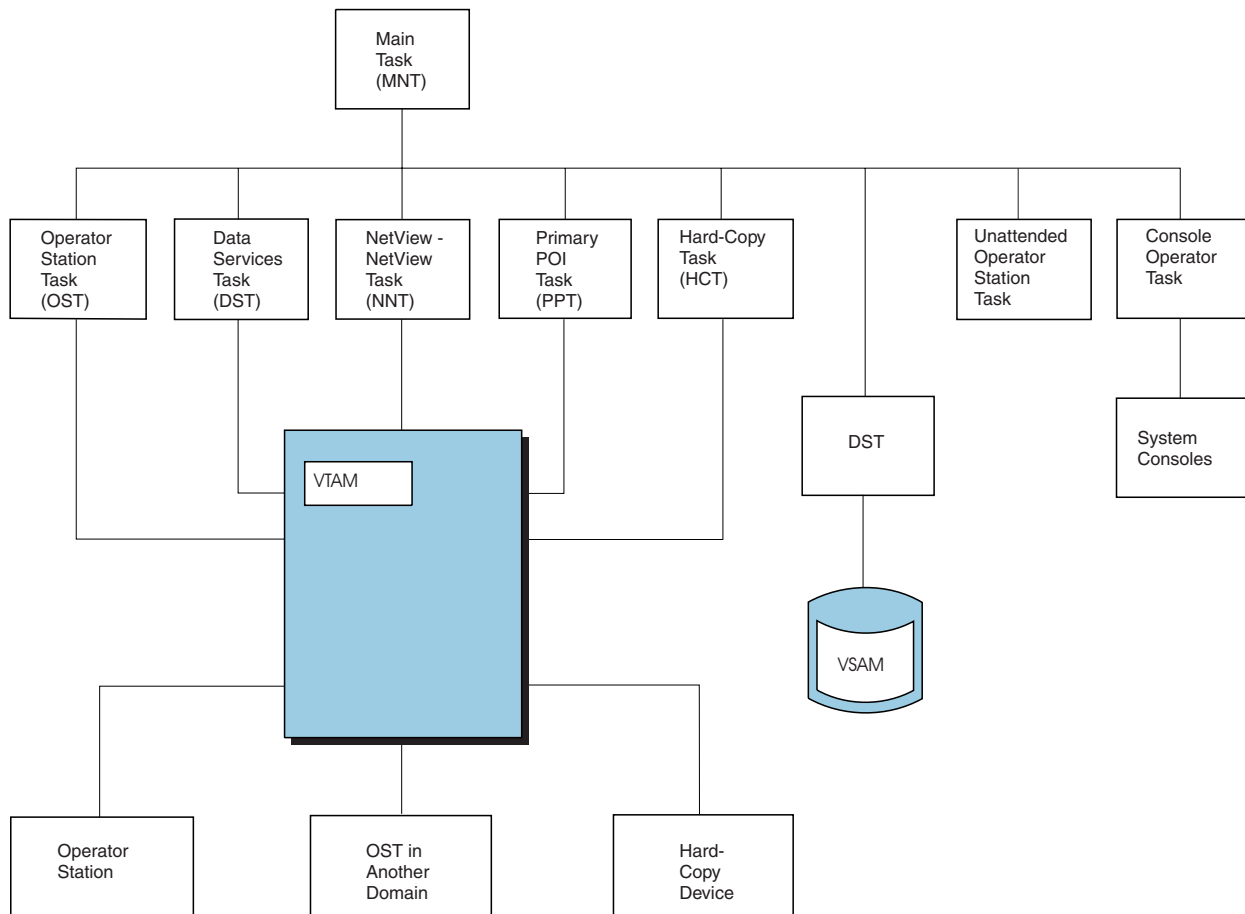 Main
Task
(MNT)
Operator
Station
Task
(OST)
Data
Services
Task
(DST)
NetView -
NetView
Task
(NNT)
Primary
POI
Task
(PPT)
Hard-Copy
Task
(HCT)
Unattended
Operator
Station
Task
Console
Operator
Task
DST
System
Consoles
VTAM
VSAM
Operator
Station
OST in
Another
Domain
Hard-
Copy
Device